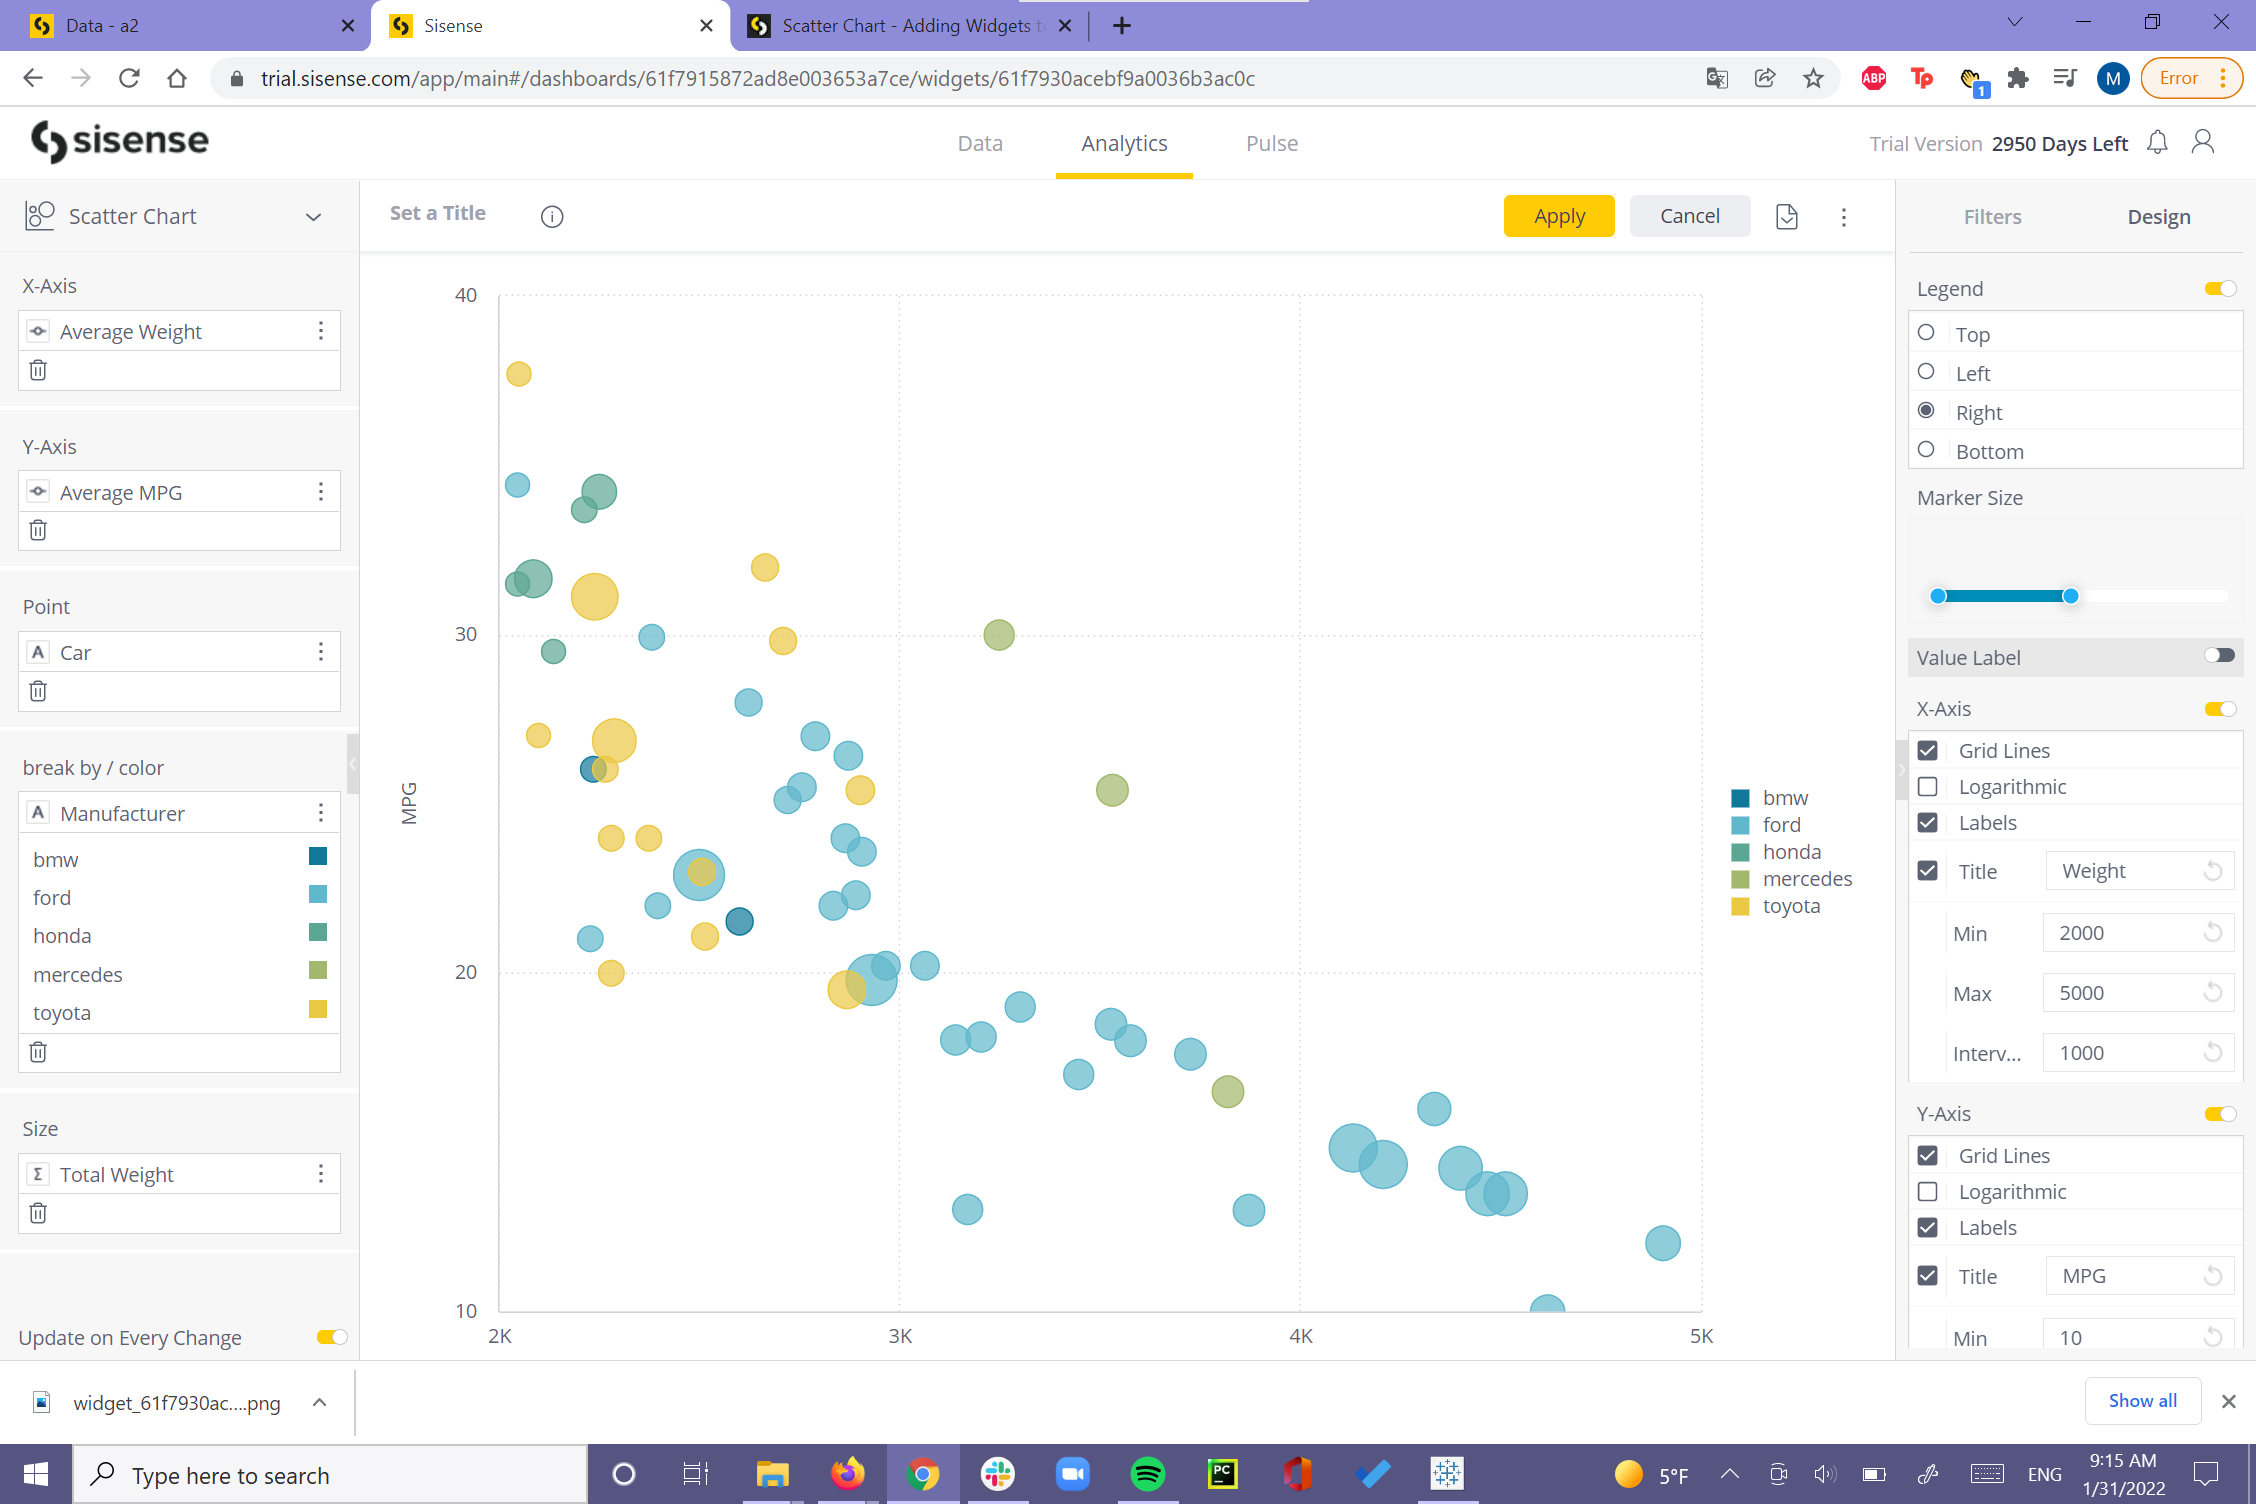 Data - a2
Sisense
Scatter Chart - Adding Widgets t
trial.sisense.com/app/main#/dashboards/61f7915872ad8e003653a7ce/widgets/61f7930acebf9a0036b3ac0c
ABP
Tp
1
M
Error
sisense
Data
Analytics
Pulse
Trial Version 2950 Days Left
Scatter Chart
X-Axis
Average Weight
Y-Axis
Average MPG
Point
A Car
break by / color
A Manufacturer
bmw
ford
honda
mercedes
toyota
Size
Σ Total Weight
Update on Every Change
Set a Title
Apply
Cancel
40
30
20
10
MPG
2K
3K
4K
5K
bmw
ford
honda
mercedes
toyota
Filters
Design
Legend
Top
Left
Right
Bottom
Marker Size
Value Label
X-Axis
Grid Lines
Logarithmic
Labels
Title Weight
Min 2000
Max 5000
Interv... 1000
Y-Axis
Grid Lines
Logarithmic
Labels
Title MPG
Min 10
widget_61f7930ac....png
Show all
Type here to search
PC
5°F
ENG
9:15 AM
1/31/2022